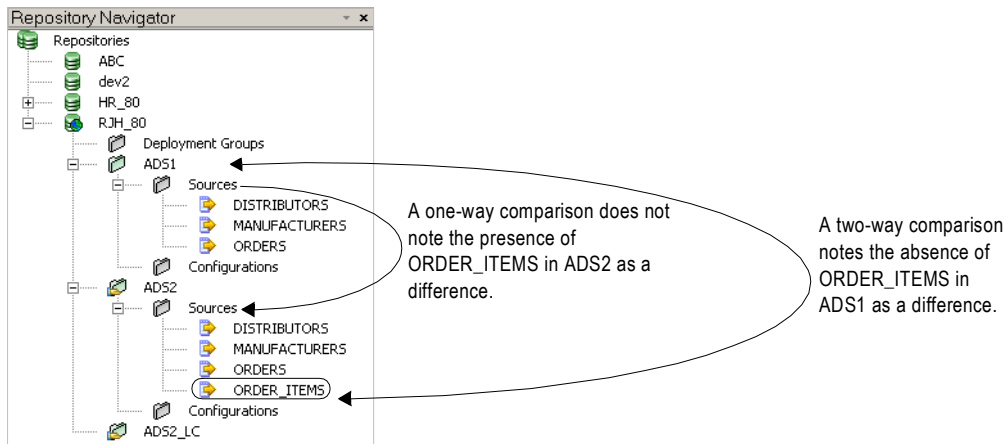 Repository Navigator
Repositories
ABC
dev2
HR_80
RJH_80
Deployment Groups
ADS1
Sources
DISTRIBUTORS
MANUFACTURERS
ORDERS
Configurations
ADS2
Sources
DISTRIBUTORS
MANUFACTURERS
ORDERS
ORDER_ITEMS
Configurations
ADS2_LC
A one-way comparison does not
note the presence of
ORDER_ITEMS in ADS2 as a
difference.
A two-way comparison
notes the absence of
ORDER_ITEMS in
ADS1 as a difference.